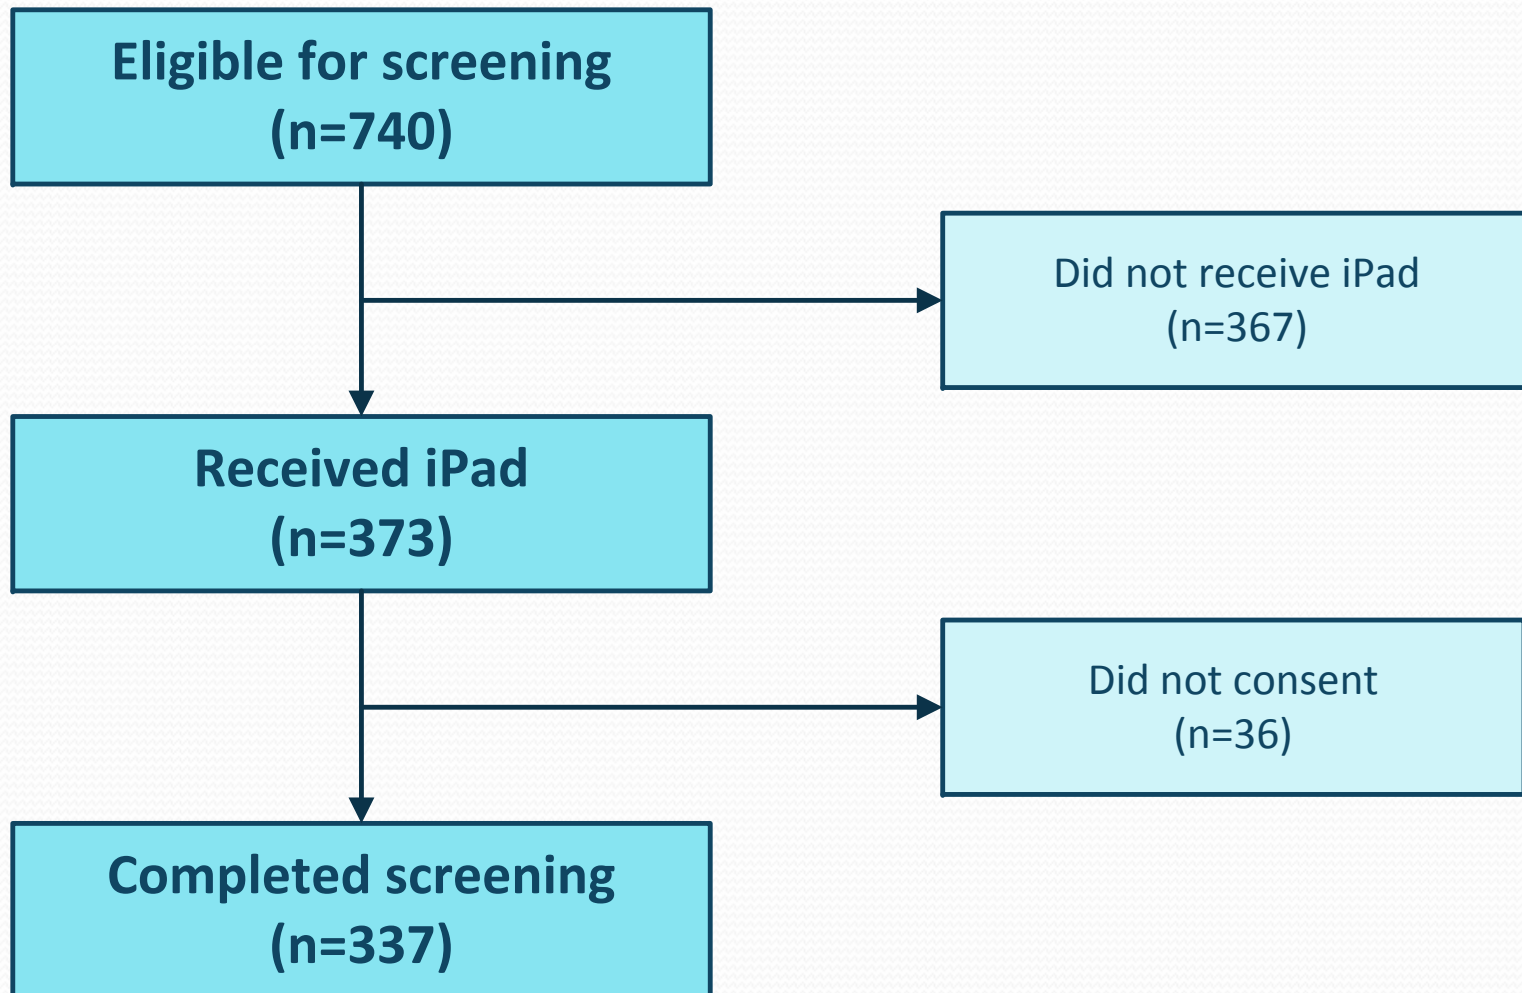 Eligible for screening
(n=740)
Did not receive iPad
(n=367)
Received iPad
(n=373)
Did not consent
(n=36)
Completed screening
(n=337)